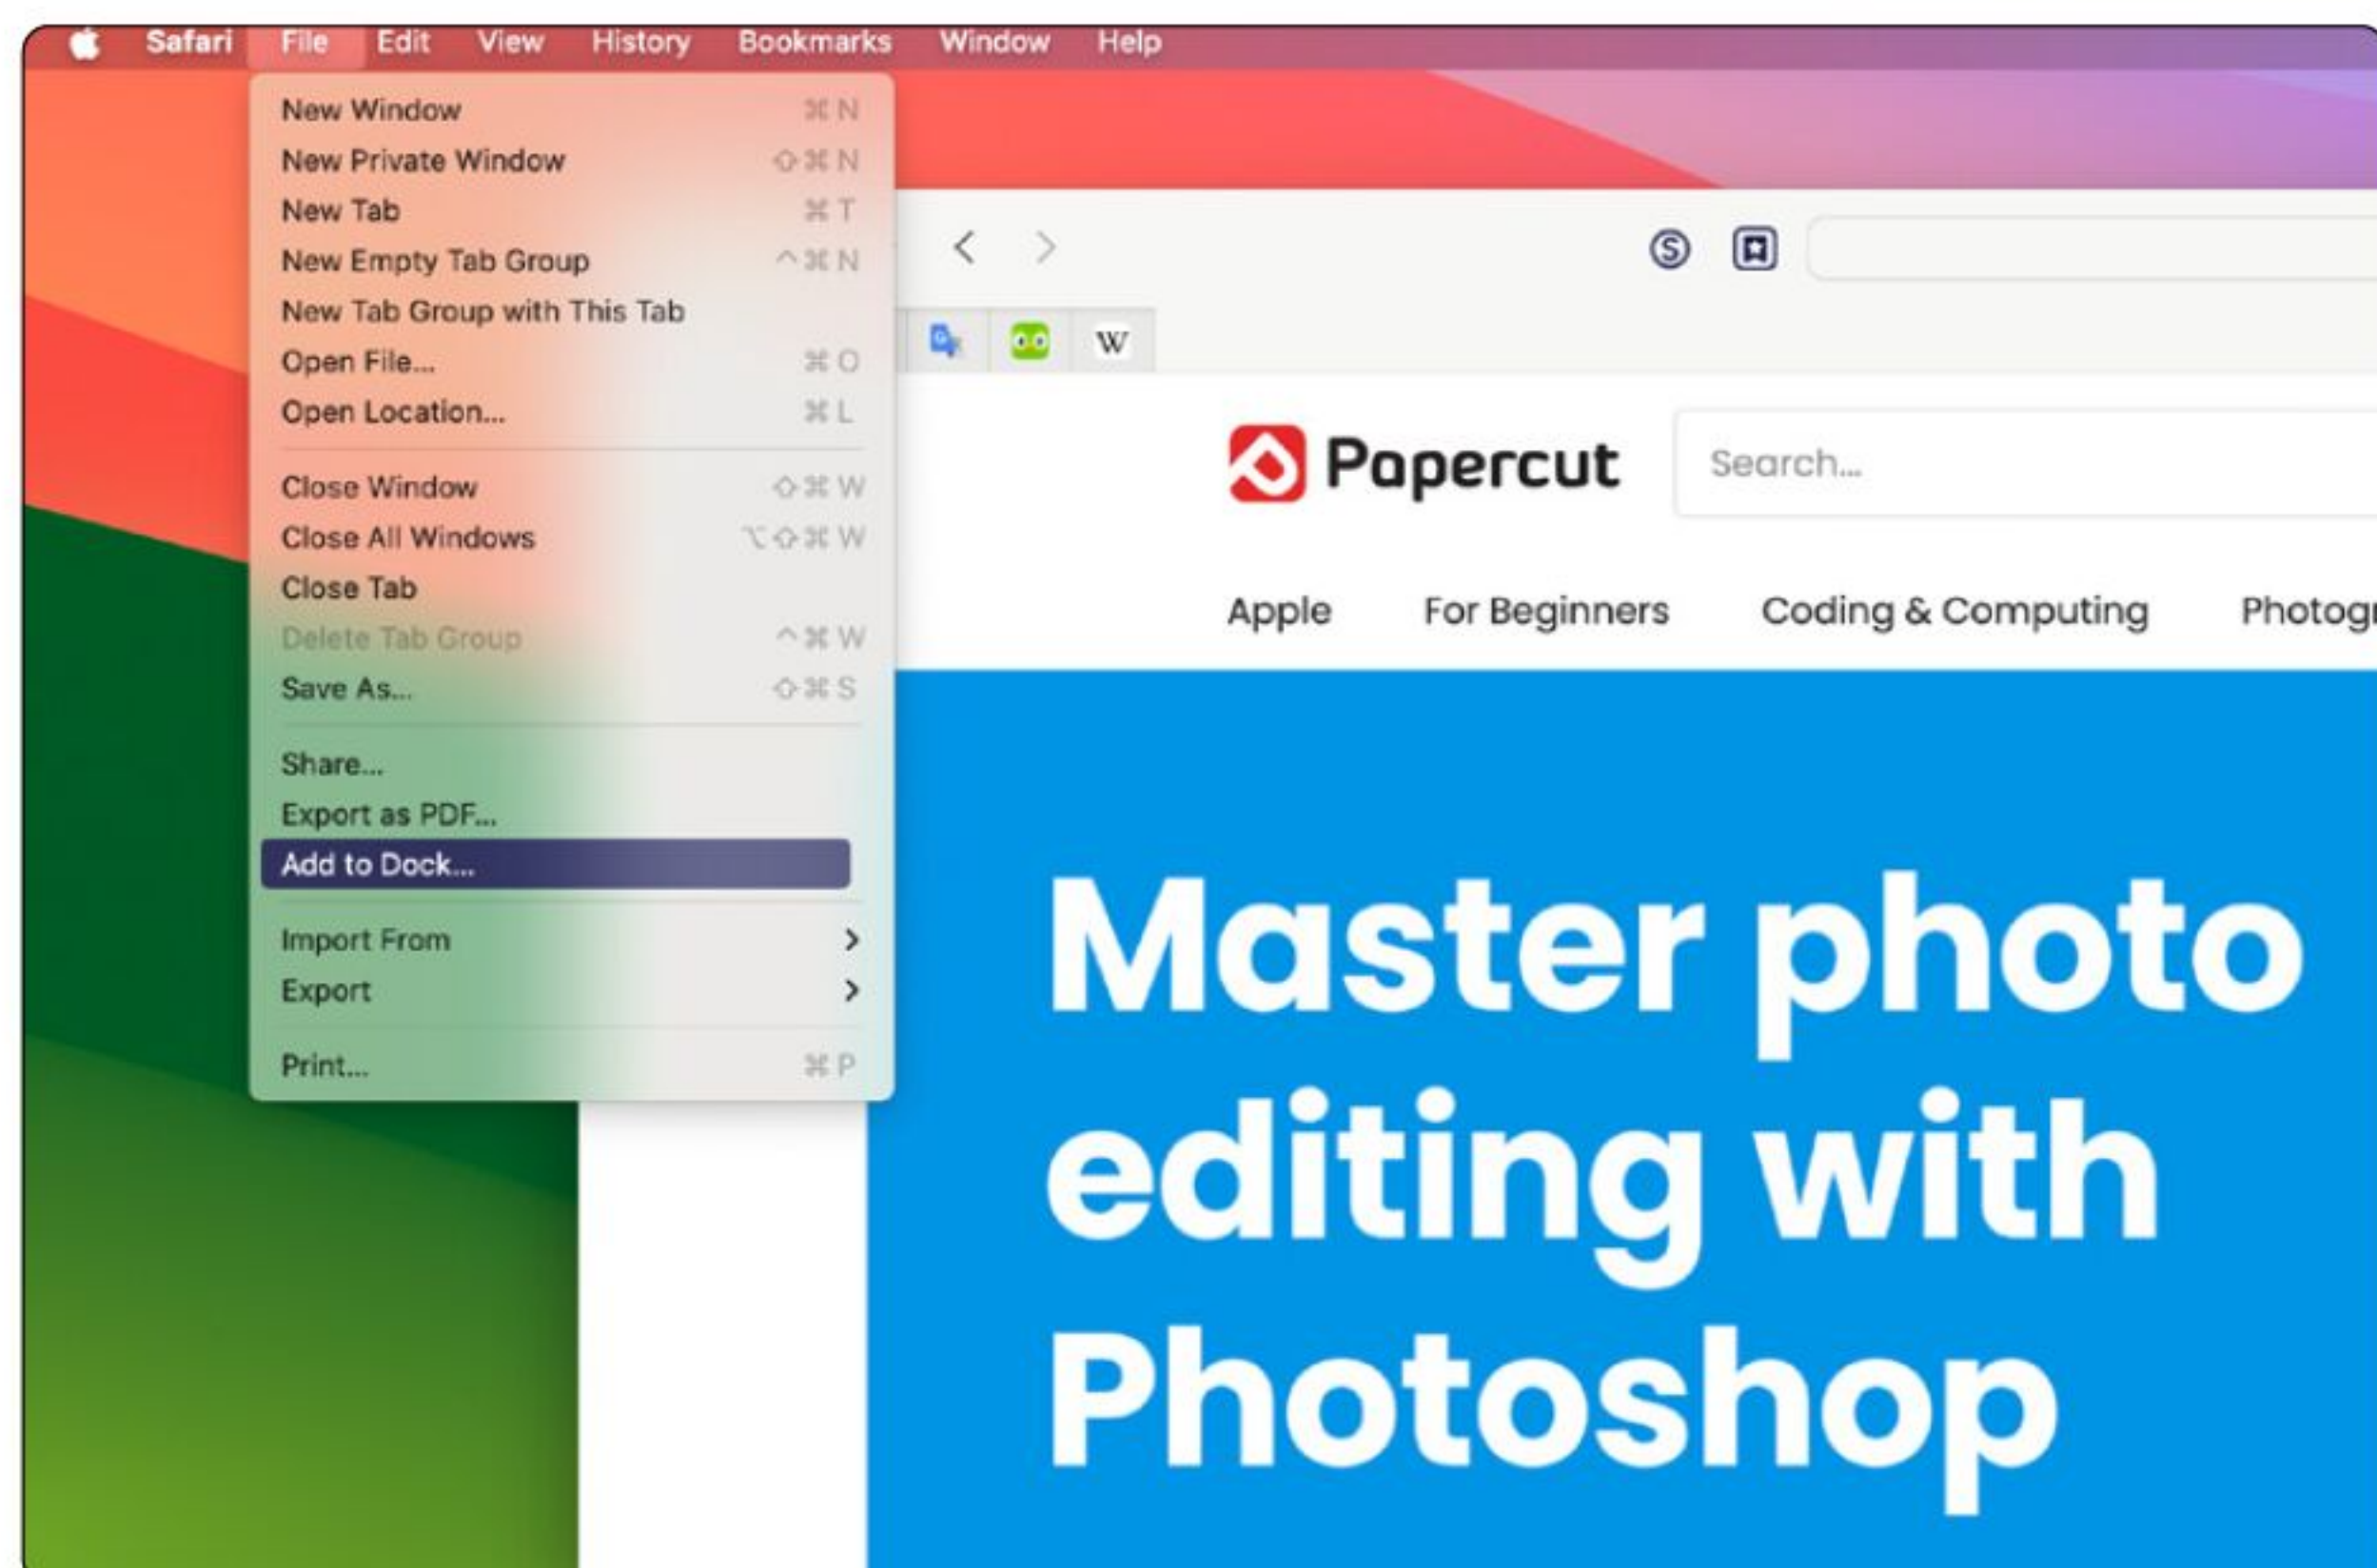 Safari File Edit View History Bookmarks Window Help
New Window ⌘ N
New Private Window ⇧ ⌘ N
New Tab ⌘ T
New Empty Tab Group ^ ⌘ N
New Tab Group with This Tab
Open File... ⌘ O
Open Location... ⌘ L
Close Window ⇧ ⌘ W
Close All Windows ⌥ ⇧ ⌘ W
Close Tab
Delete Tab Group ^ ⌘ W
Save As... ⇧ ⌘ S
Share...
Export as PDF...
Add to Dock...
Import From
Export
Print... ⌘ P
S
W
Papercut
Search...
Apple For Beginners Coding & Computing Photogr
Master photo
editing with
Photoshop